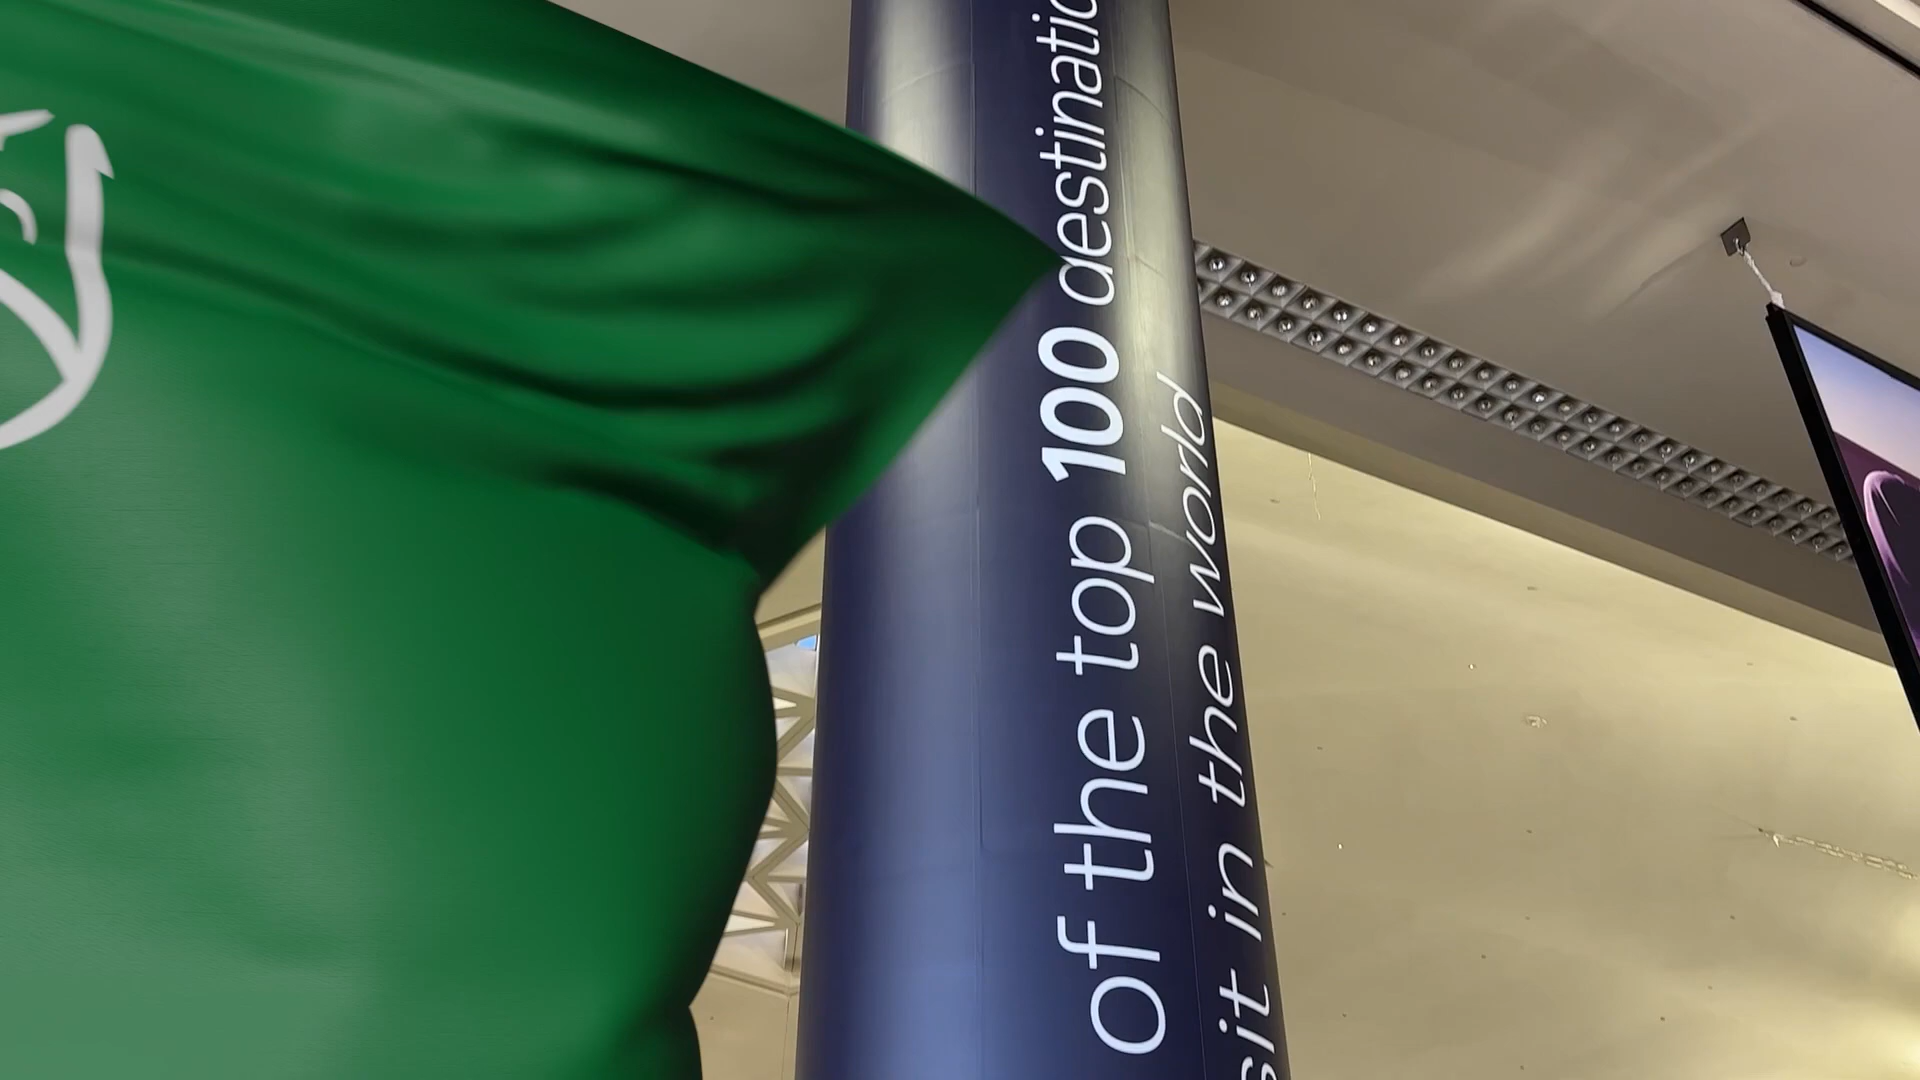 of the top 100 destinatio
sit in the world